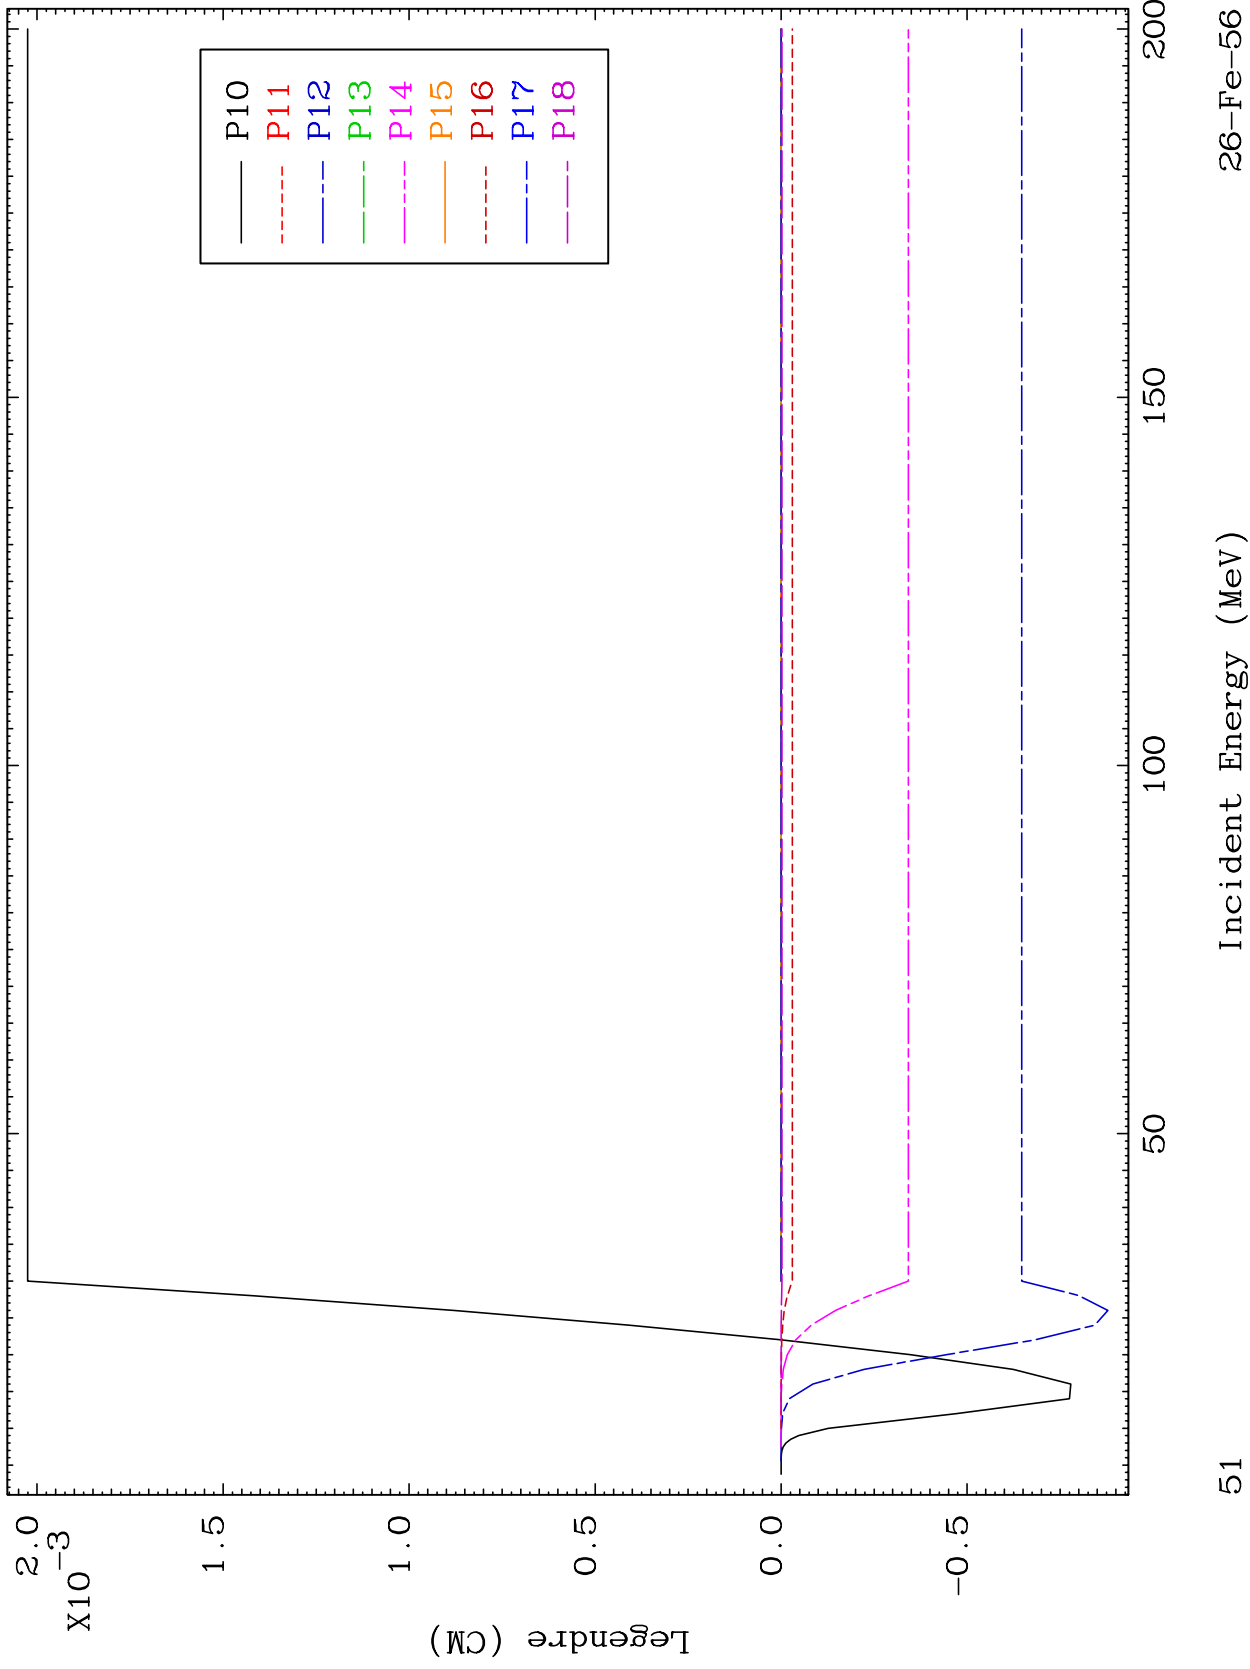 2.0
X10 -3
1.5
1.0
0.5
0.0
-0.5
Legendre (CM)
P10
P11
P12
P13
P14
P15
P16
P17
P18
50
100
150
200
51
Incident Energy (MeV)
26-Fe-56